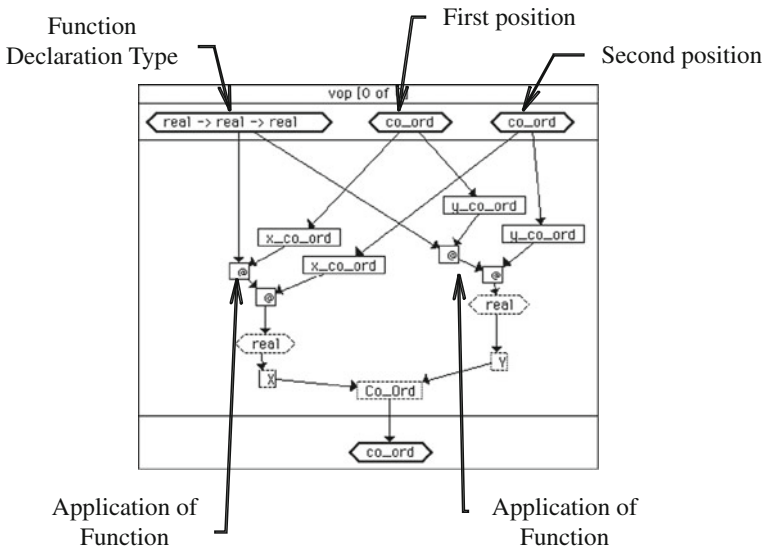 Function
Declaration Type
First position
Second position
vop [0 of
real -> real -> real
co_ord
co_ord
y_co_ord
x_co_ord
y_co_ord
x_co_ord
@
@
@
@
real
real
X
Y
Co_Ord
co_ord
Application of
Function
Application of
Function